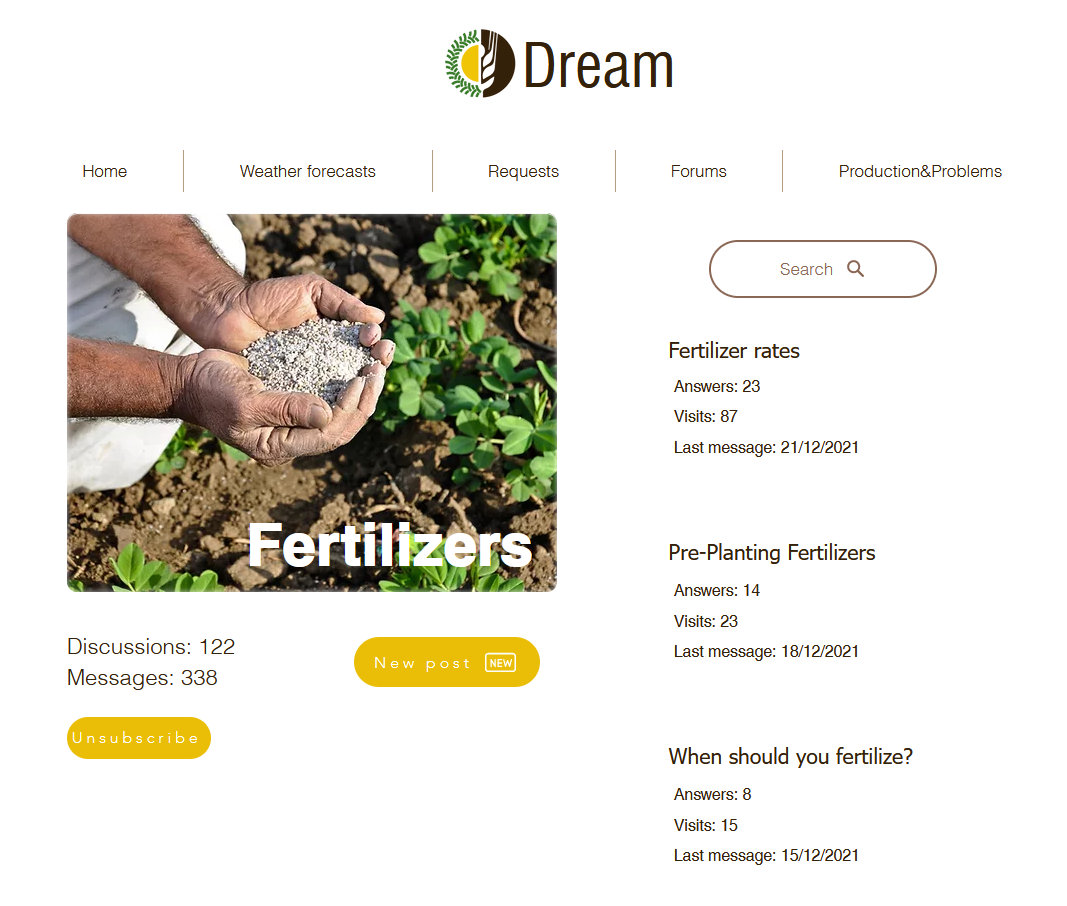 Dream
Home
Weather forecasts
Requests
Forums
Production&Problems
Fertilizers
Discussions: 122
Messages: 338
New post NEW
Unsubscribe
Search
Fertilizer rates
Answers: 23
Visits: 87
Last message: 21/12/2021
Pre-Planting Fertilizers
Answers: 14
Visits: 23
Last message: 18/12/2021
When should you fertilize?
Answers: 8
Visits: 15
Last message: 15/12/2021